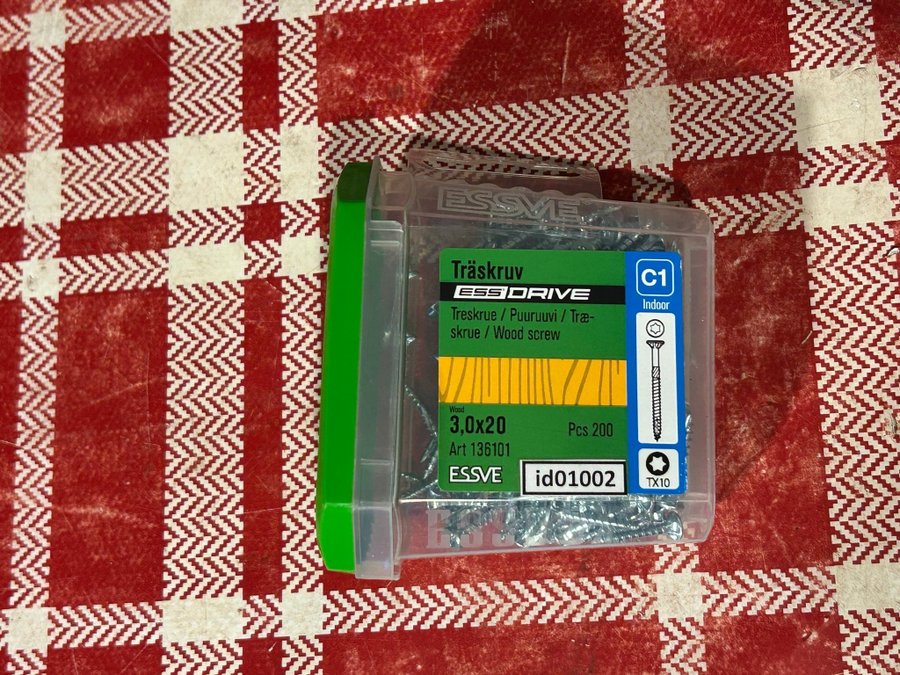 ESSVE
Träskruv
ESSDRIVE
Treskrue / Puuruuvi / Træ-
skrue / Wood screw
Wood
3,0x20
Pcs 200
Art 136101
ESSVE
id01002
C1
Indoor
TX10